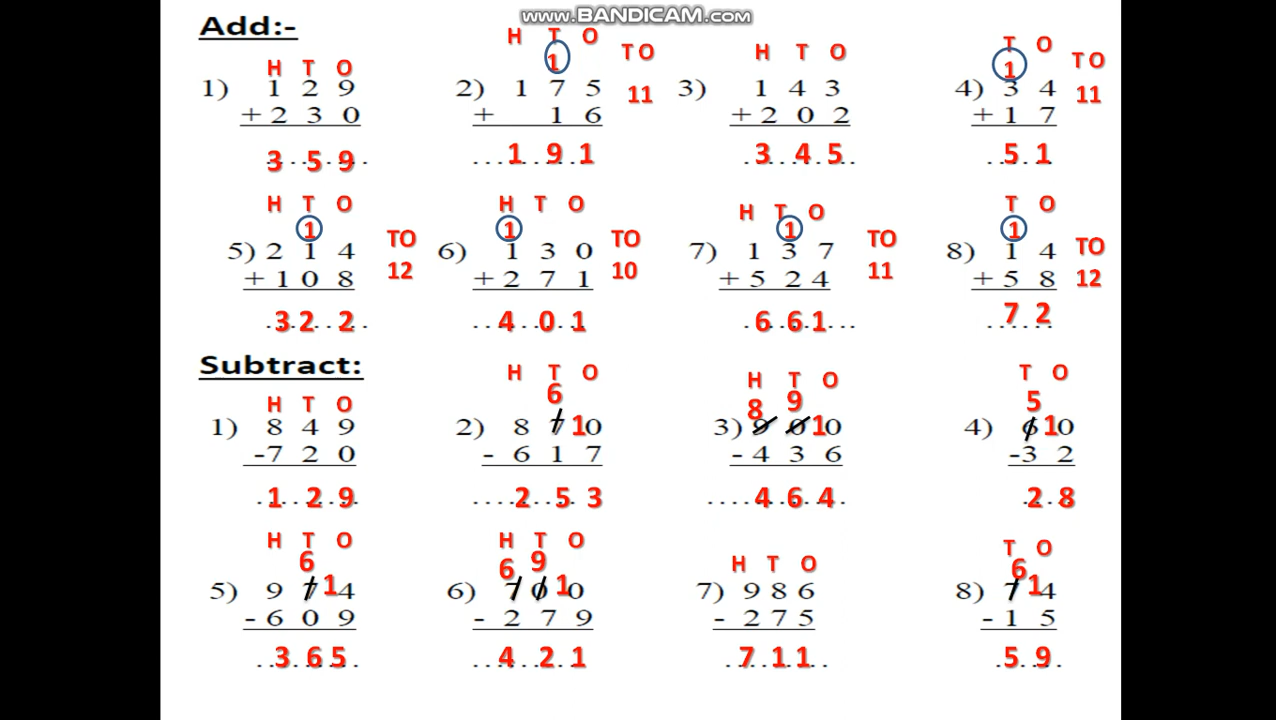 www.BANDICAM.com
Add:-
H T O
1) 1 2 9
+ 2 3 0
3 5 9
H T O
1
T O
2) 1 7 5
11
+ 1 6
1 9 1
H T O
3) 1 4 3
+ 2 0 2
3 4 5
T O
1
T O
4) 3 4
11
+ 1 7
5 1
H T O
1
TO
5) 2 1 4
12
+ 1 0 8
3 2 2
H T O
1
TO
6) 1 3 0
10
+ 2 7 1
4 0 1
H T O
1
TO
7) 1 3 7
11
+ 5 2 4
6 6 1
T O
1
TO
8) 1 4
12
+ 5 8
7 2
Subtract:
H T O
1) 8 4 9
-7 2 0
1 2 9
H T O
6
2) 8 7 10
- 6 1 7
2 5 3
H T O
8 9
3) 9 0 10
- 4 3 6
4 6 4
T O
5
4) 6 10
-3 2
2 8
H T O
6
5) 9 7 14
- 6 0 9
3 6 5
H T O
6 9
6) 7 0 10
- 2 7 9
4 2 1
H T O
7) 9 8 6
- 2 7 5
7 1 1
T O
6
8) 7 14
- 1 5
5 9